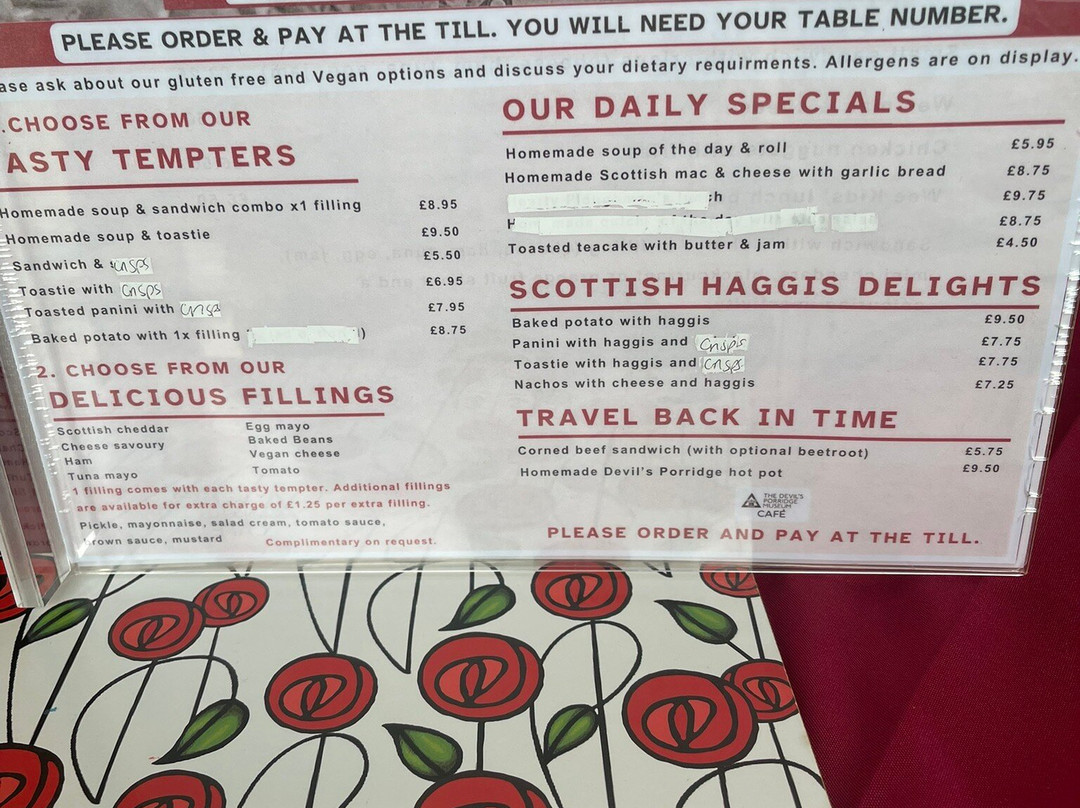 PLEASE ORDER & PAY AT THE TILL. YOU WILL NEED YOUR TABLE NUMBER.
ase ask about our gluten free and Vegan options and discuss your dietary requirments. Allergens are on display.
.CHOOSE FROM OUR
ASTY TEMPTERS
Homemade soup & sandwich combo x1 filling £8.95
Homemade soup & toastie £9.50
Sandwich & crisps £5.50
Toastie with crisps £6.95
Toasted panini with crisps £7.95
Baked potato with 1x filling ) £8.75
2. CHOOSE FROM OUR
DELICIOUS FILLINGS
Scottish cheddar
Cheese savoury
Ham
Tuna mayo
Egg mayo
Baked Beans
Vegan cheese
Tomato
1 filling comes with each tasty tempter. Additional fillings
are available for extra charge of £1.25 per extra filling.
Pickle, mayonnaise, salad cream, tomato sauce,
rown sauce, mustard
Complimentary on request.
OUR DAILY SPECIALS
Homemade soup of the day & roll £5.95
Homemade Scottish mac & cheese with garlic bread £8.75
ch £9.75
H £8.75
Toasted teacake with butter & jam £4.50
SCOTTISH HAGGIS DELIGHTS
Baked potato with haggis £9.50
Panini with haggis and crisps £7.75
Toastie with haggis and crisps £7.75
Nachos with cheese and haggis £7.25
TRAVEL BACK IN TIME
Corned beef sandwich (with optional beetroot) £5.75
Homemade Devil's Porridge hot pot £9.50
THE DEVIL'S
PORRIDGE
MUSEUM
CAFÉ
PLEASE ORDER AND PAY AT THE TILL.